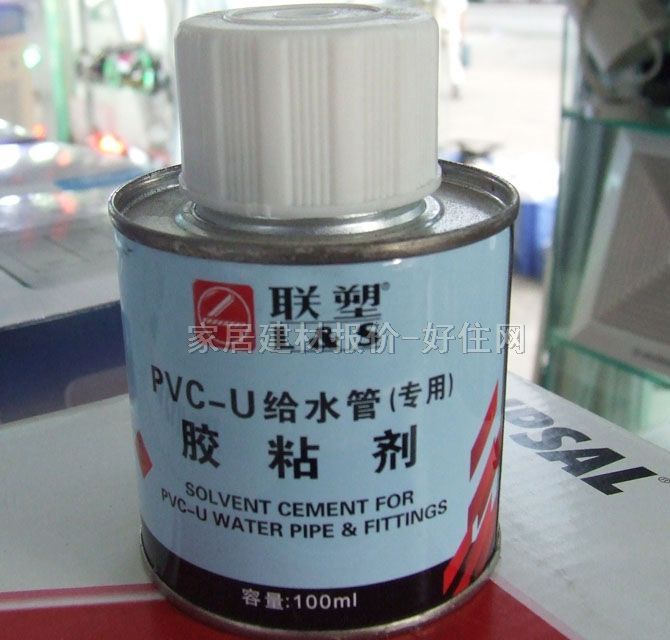 联塑®
L&S
家居建材报价-好住网
PVC-U给水管(专用)
胶粘剂
SOLVENT CEMENT FOR
PVC-U WATER PIPE & FITTINGS
容量:100ml
PSAL